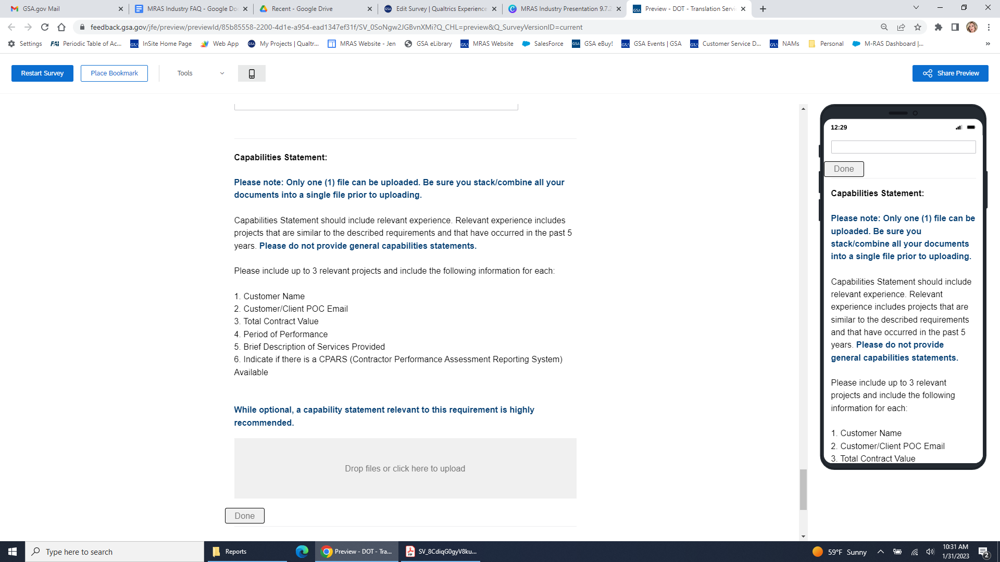 GSA.gov Mail
MRAS Industry FAQ - Google Do
Recent - Google Drive
Edit Survey | Qualtrics Experience
MRAS Industry Presentation 9.7.2
Preview - DOT - Translation Servi
feedback.gsa.gov/jfe/preview/previewId/85b85558-2200-4d1e-a954-ead1347ef31f/SV_0SoNgw2JGBvnXMi?Q_CHL=preview&Q_SurveyVersionID=current
Settings
FAI Periodic Table of Ac...
GSA InSite Home Page
Web App
My Projects | Qualtr...
MRAS Website - Jen
GSA eLibrary
GSA MRAS Website
SalesForce
GSA GSA eBuy!
GSA GSA Events | GSA
GSA Customer Service D...
GSA NAMs
Personal
M-RAS Dashboard |...
Restart Survey
Place Bookmark
Tools
Share Preview
Capabilities Statement:
Please note: Only one (1) file can be uploaded. Be sure you stack/combine all your
documents into a single file prior to uploading.
Capabilities Statement should include relevant experience. Relevant experience includes
projects that are similar to the described requirements and that have occurred in the past 5
years. Please do not provide general capabilities statements.
Please include up to 3 relevant projects and include the following information for each:
1. Customer Name
2. Customer/Client POC Email
3. Total Contract Value
4. Period of Performance
5. Brief Description of Services Provided
6. Indicate if there is a CPARS (Contractor Performance Assessment Reporting System)
Available
While optional, a capability statement relevant to this requirement is highly
recommended.
Drop files or click here to upload
Done
12:29
Done
Capabilities Statement:
Please note: Only one (1) file can be
uploaded. Be sure you
stack/combine all your documents
into a single file prior to uploading.
Capabilities Statement should include
relevant experience. Relevant
experience includes projects that are
similar to the described requirements
and that have occurred in the past 5
years. Please do not provide
general capabilities statements.
Please include up to 3 relevant
projects and include the following
information for each:
1. Customer Name
2. Customer/Client POC Email
3. Total Contract Value
Type here to search
Reports
Preview - DOT - Tra...
SV_8CdiqG0gyV8ku...
59°F Sunny
10:31 AM
1/31/2023
2